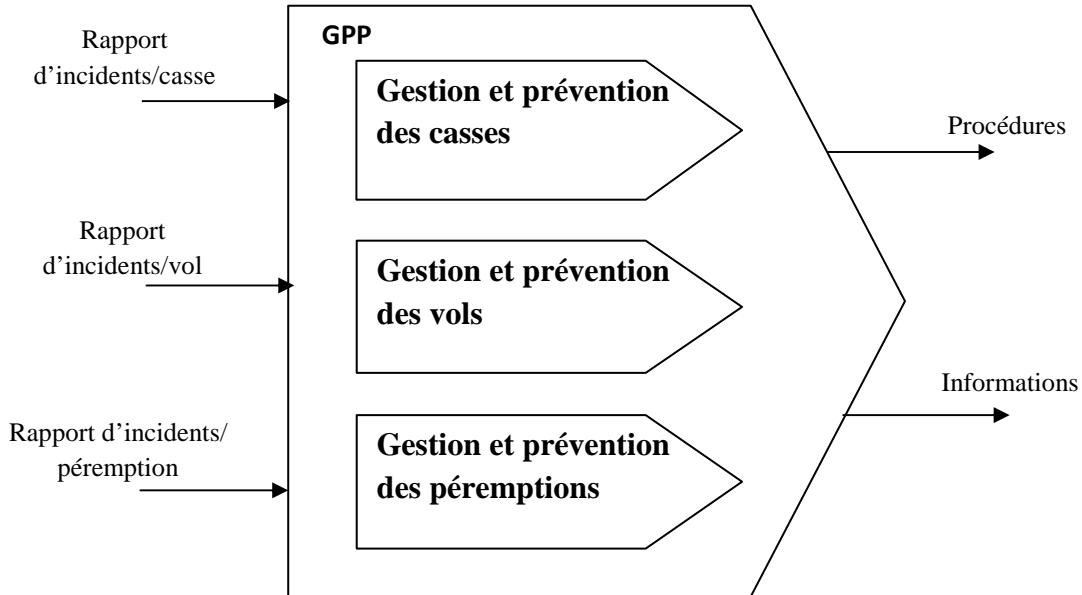 Rapport
d’incidents/casse
GPP
Gestion et prévention
des casses
Procédures
Rapport
d’incidents/vol
Gestion et prévention
des vols
Informations
Rapport d’incidents/
péremption
Gestion et prévention
des péremptions